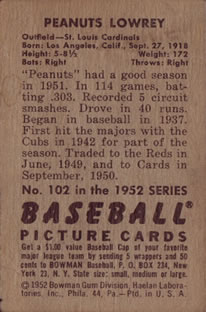 PEANUTS LOWREY
Outfield—St. Louis Cardinals
Born: Los Angeles, Calif., Sept. 27, 1918
Height: 5-8½ Weight: 172
Bats: Right Throws: Right
"Peanuts" had a good season
in 1951. In 114 games, bat-
ting .303. Recorded 5 circuit
smashes. Drove in 40 runs.
Began in baseball in 1937.
First hit the majors with the
Cubs in 1942 for part of the
season. Traded to the Reds in
June, 1949, and to Cards in
September, 1950.
No. 102 in the 1952 SERIES
BASEBALL®
PICTURE CARDS
Get a $1.00 value Baseball Cap of your favorite
major league team by sending 5 wrappers and 50
cents to BOWMAN Baseball, P. O. BOX 234, New
York 23, N. Y. State size: small, medium or large.
©1952 Bowman Gum Division, Haelan Labora-
tories, Inc., Phila. 44, Pa.—Ptd. in U. S. A.